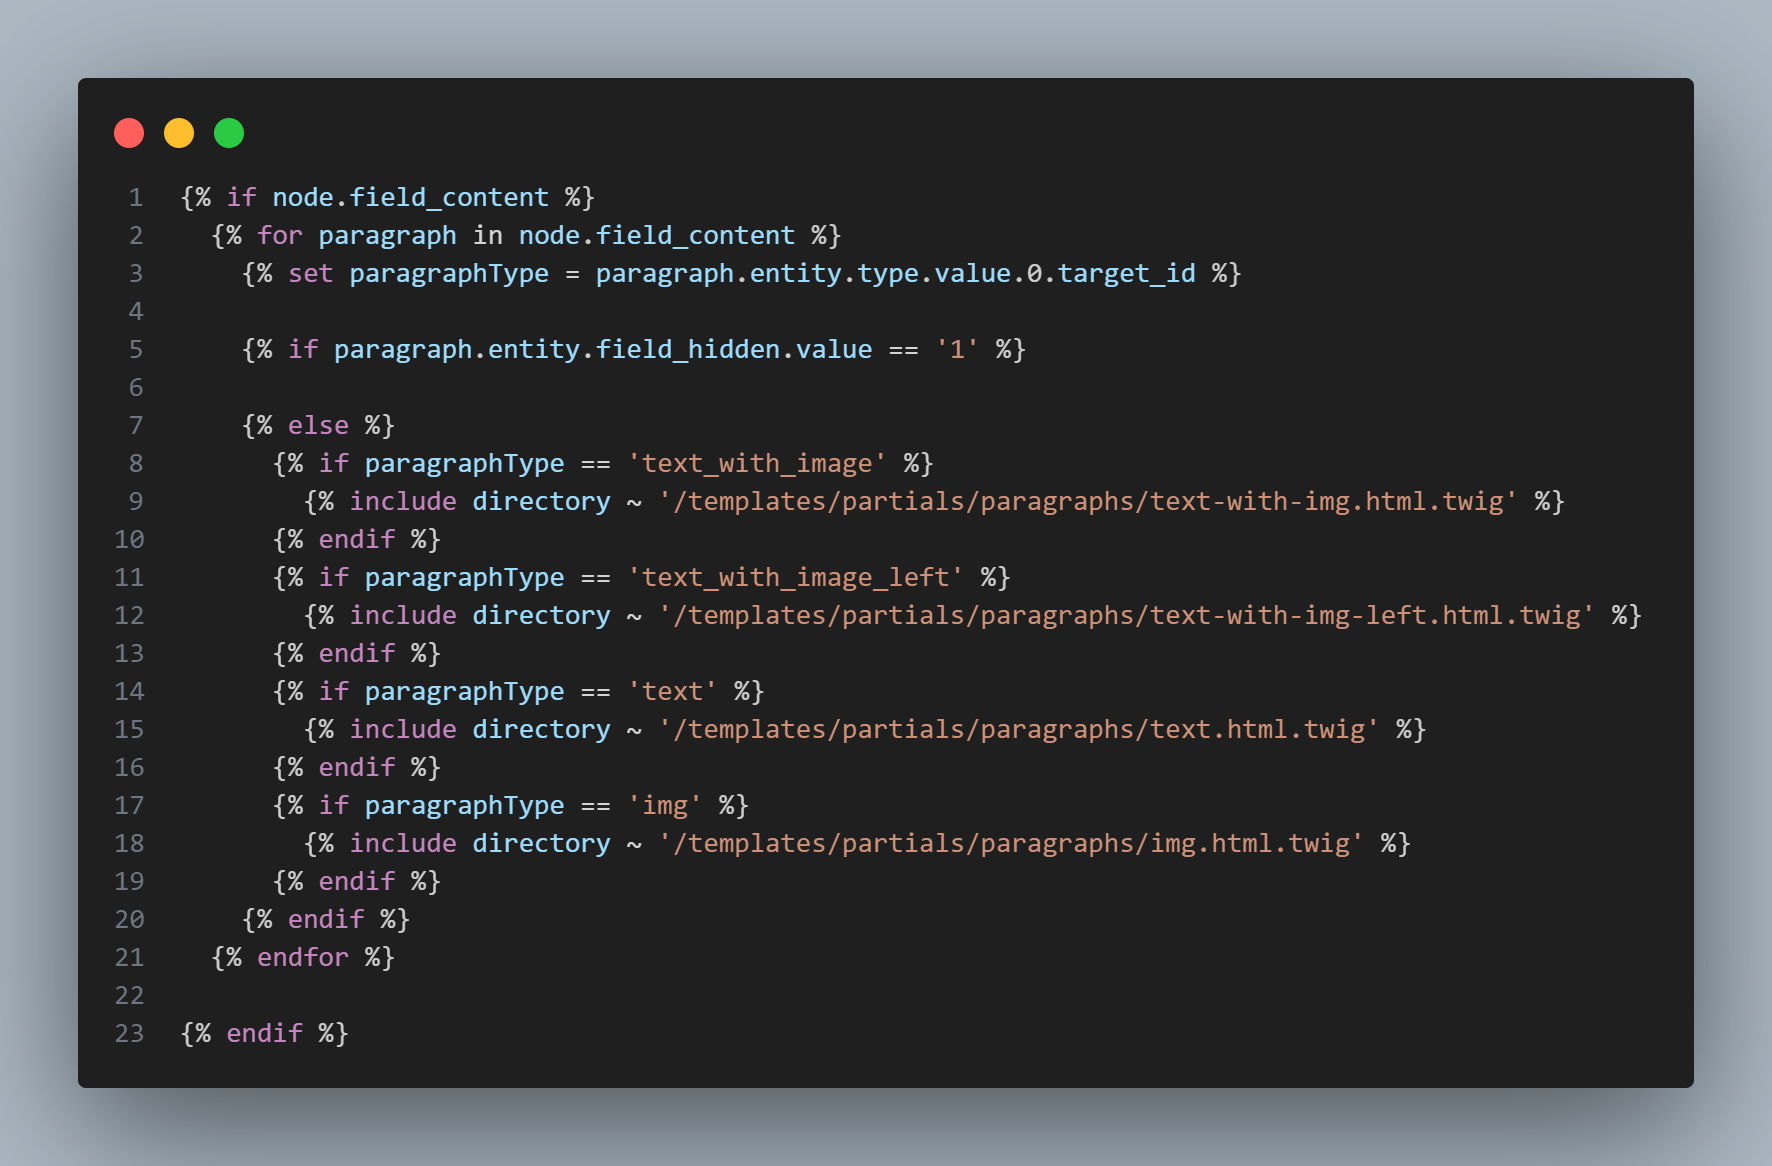 1 {% if node.field_content %}
2 {% for paragraph in node.field_content %}
3 {% set paragraphType = paragraph.entity.type.value.0.target_id %}
4
5 {% if paragraph.entity.field_hidden.value == '1' %}
6
7 {% else %}
8 {% if paragraphType == 'text_with_image' %}
9 {% include directory ~ '/templates/partials/paragraphs/text-with-img.html.twig' %}
10 {% endif %}
11 {% if paragraphType == 'text_with_image_left' %}
12 {% include directory ~ '/templates/partials/paragraphs/text-with-img-left.html.twig' %}
13 {% endif %}
14 {% if paragraphType == 'text' %}
15 {% include directory ~ '/templates/partials/paragraphs/text.html.twig' %}
16 {% endif %}
17 {% if paragraphType == 'img' %}
18 {% include directory ~ '/templates/partials/paragraphs/img.html.twig' %}
19 {% endif %}
20 {% endif %}
21 {% endfor %}
22
23 {% endif %}